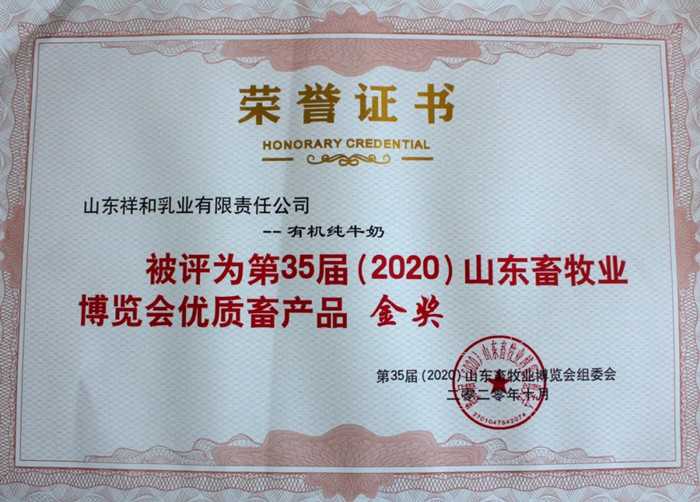 荣誉证书
HONORARY CREDENTIAL
山东祥和乳业有限责任公司
--有机纯牛奶
被评为第35届(2020)山东畜牧业
博览会优质畜产品 金奖
第35届(2020)山东畜牧业博览会组委会
二零二零年十月
3701047642074